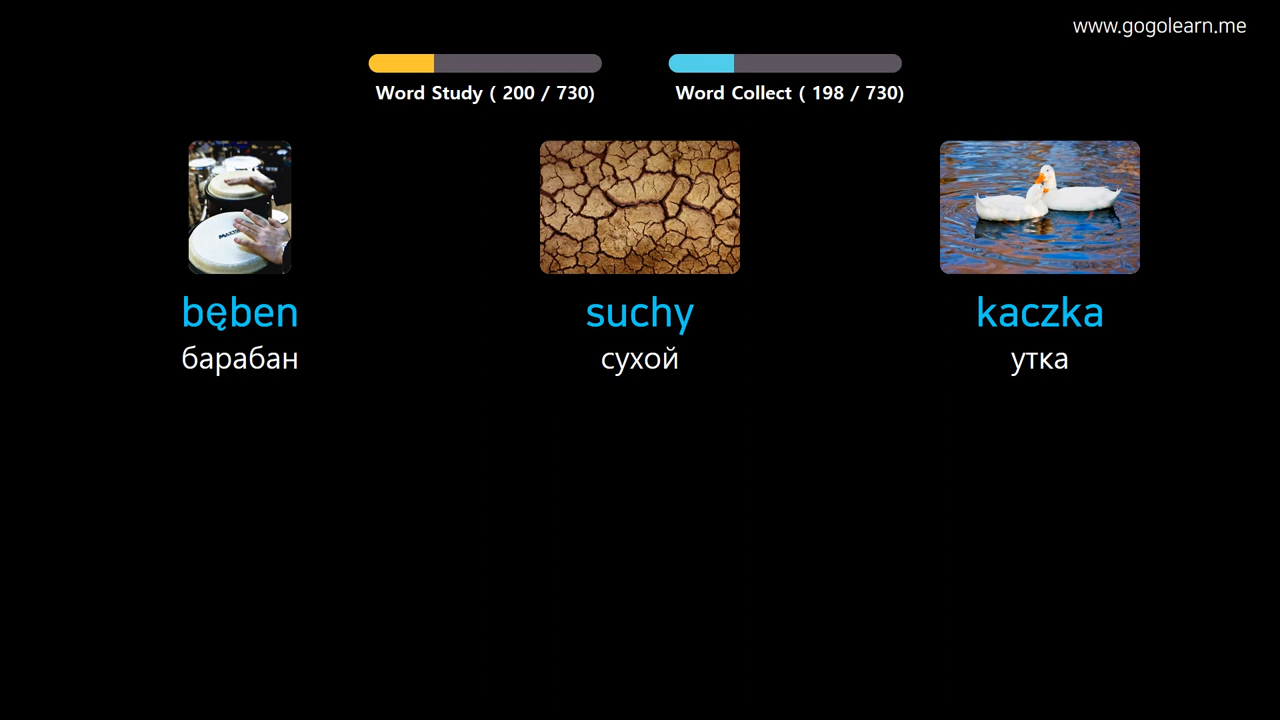 www.gogolearn.me
Word Study ( 200 / 730)
Word Collect ( 198 / 730)
bęben
suchy
kaczka
барабан
сухой
утка